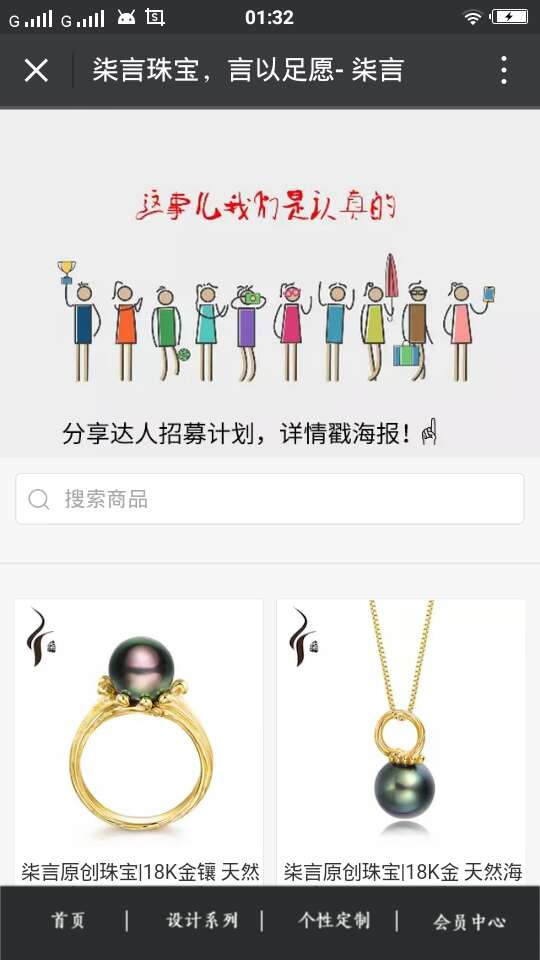 G G S 01:32
柒言珠宝，言以足愿- 柒言
这事儿我们是认真的
分享达人招募计划，详情戳海报！
搜索商品
柒言原创珠宝|18K金镶 天然
柒言原创珠宝|18K金 天然海
首页 | 设计系列 | 个性定制 | 会员中心